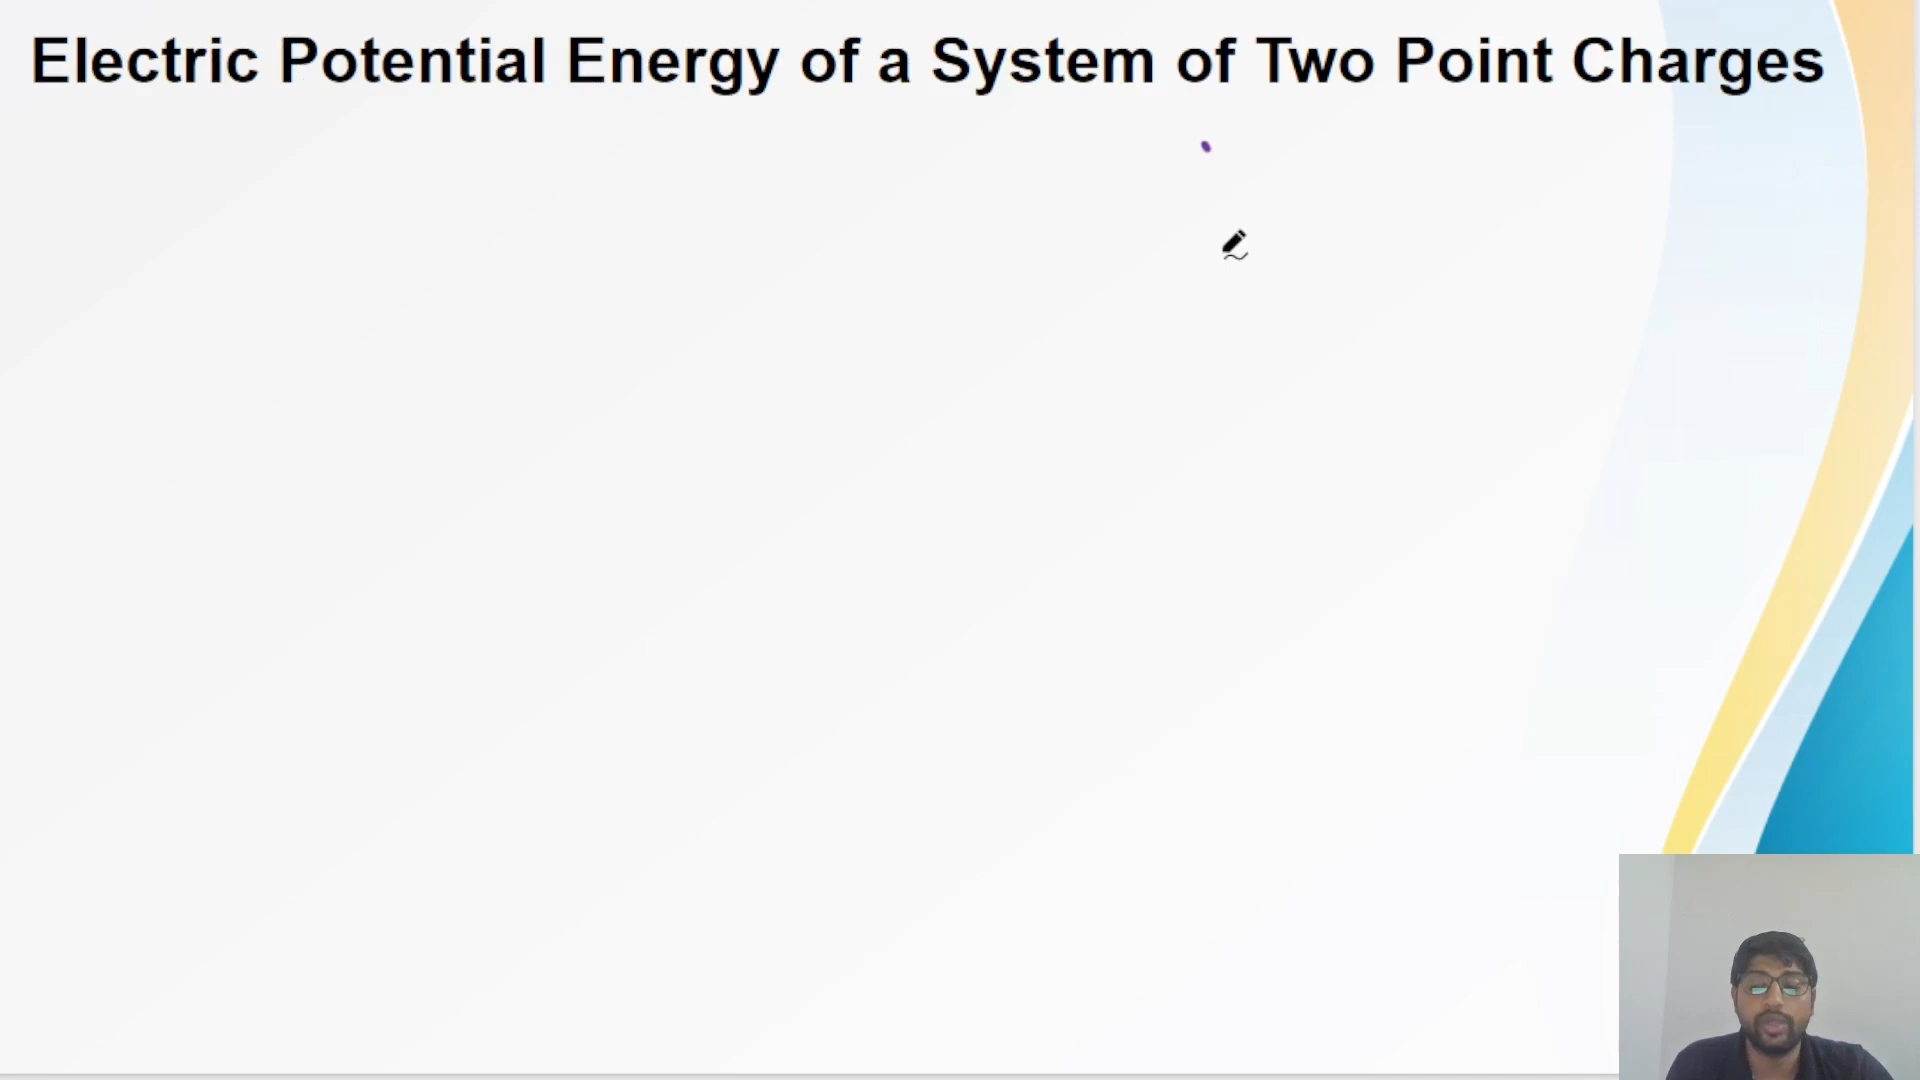 Electric Potential Energy of a System of Two Point Charges